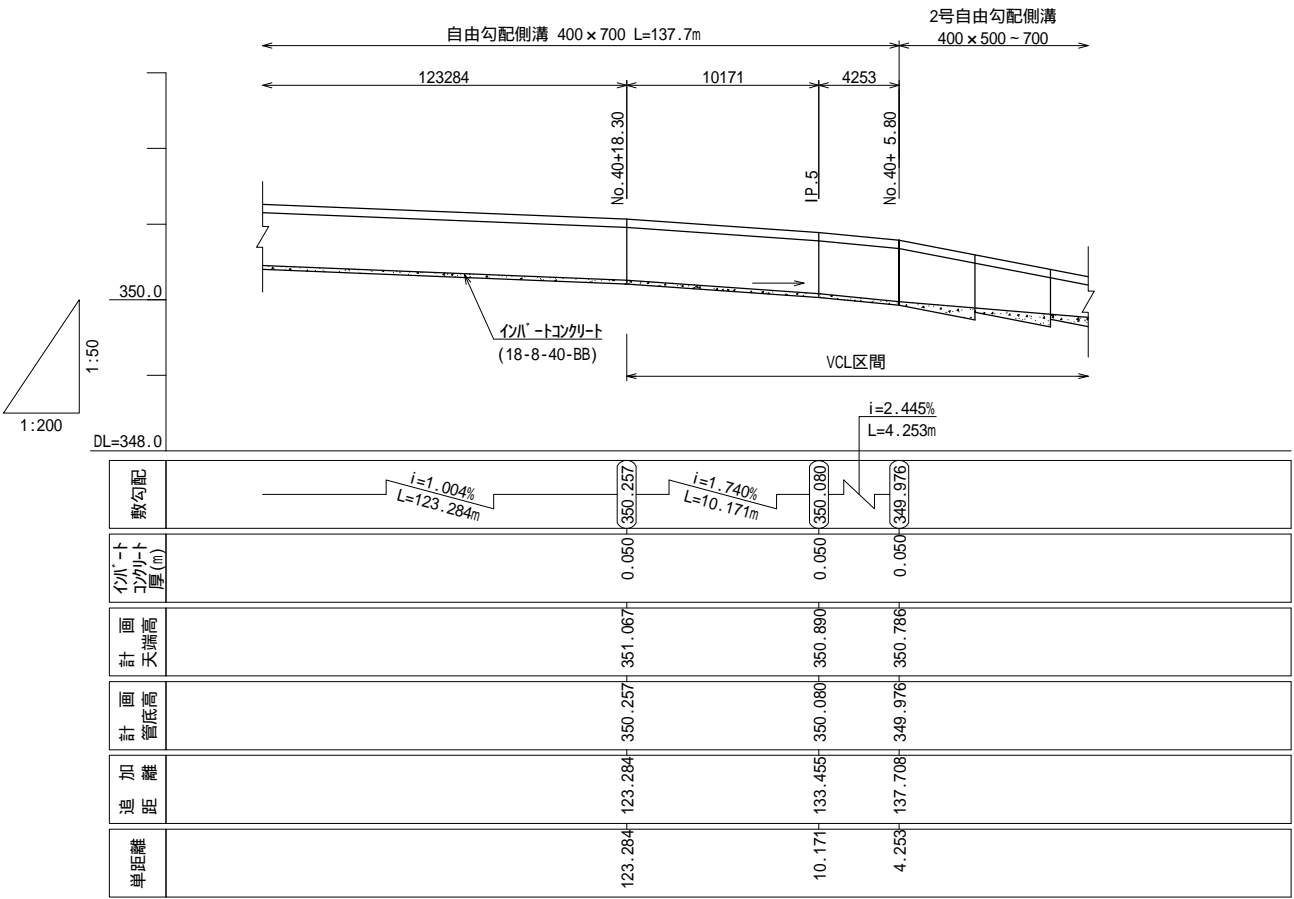 自由勾配側溝 400×700 L=137.7m
2号自由勾配側溝
400×500~700
123284
10171
4253
No.40+18.30
IP.5
No.40+ 5.80
350.0
1:50
1:200
DL=348.0
インバートコンクリート
(18-8-40-BB)
VCL区間
i=2.445%
L=4.253m
敷勾配
i=1.004%
L=123.284m
350.257
i=1.740%
L=10.171m
350.080
349.976
インバート
コンクリート
厚(m)
0.050
0.050
0.050
計画
天端高
351.067
350.890
350.786
計画
管底高
350.257
350.080
349.976
追加
距離
123.284
133.455
137.708
単距離
123.284
10.171
4.253